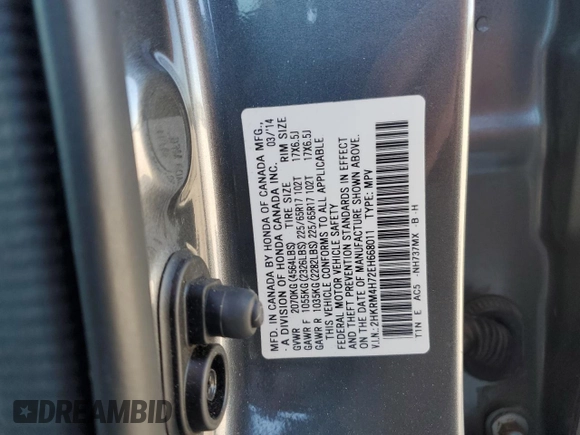 MFD. IN CANADA BY HONDA OF CANADA MFG.,
- A DIVISION OF HONDA CANADA INC. 03/'14
GVWR 2070KG(4564LBS) TIRE SIZE RIM SIZE
GAWR F 1055KG(2326LBS) 225/65R17 102T 17X6.5J
GAWR R 1035KG(2282LBS) 225/65R17 102T 17X6.5J
THIS VEHICLE CONFORMS TO ALL APPLICABLE
FEDERAL MOTOR VEHICLE SAFETY
AND THEFT PREVENTION STANDARDS IN EFFECT
ON THE DATE OF MANUFACTURE SHOWN ABOVE.
V.I.N.:2HKRM4H72EH668011 TYPE: MPV
T1N E AC5 -NH737MX -B -H
DREAMBID